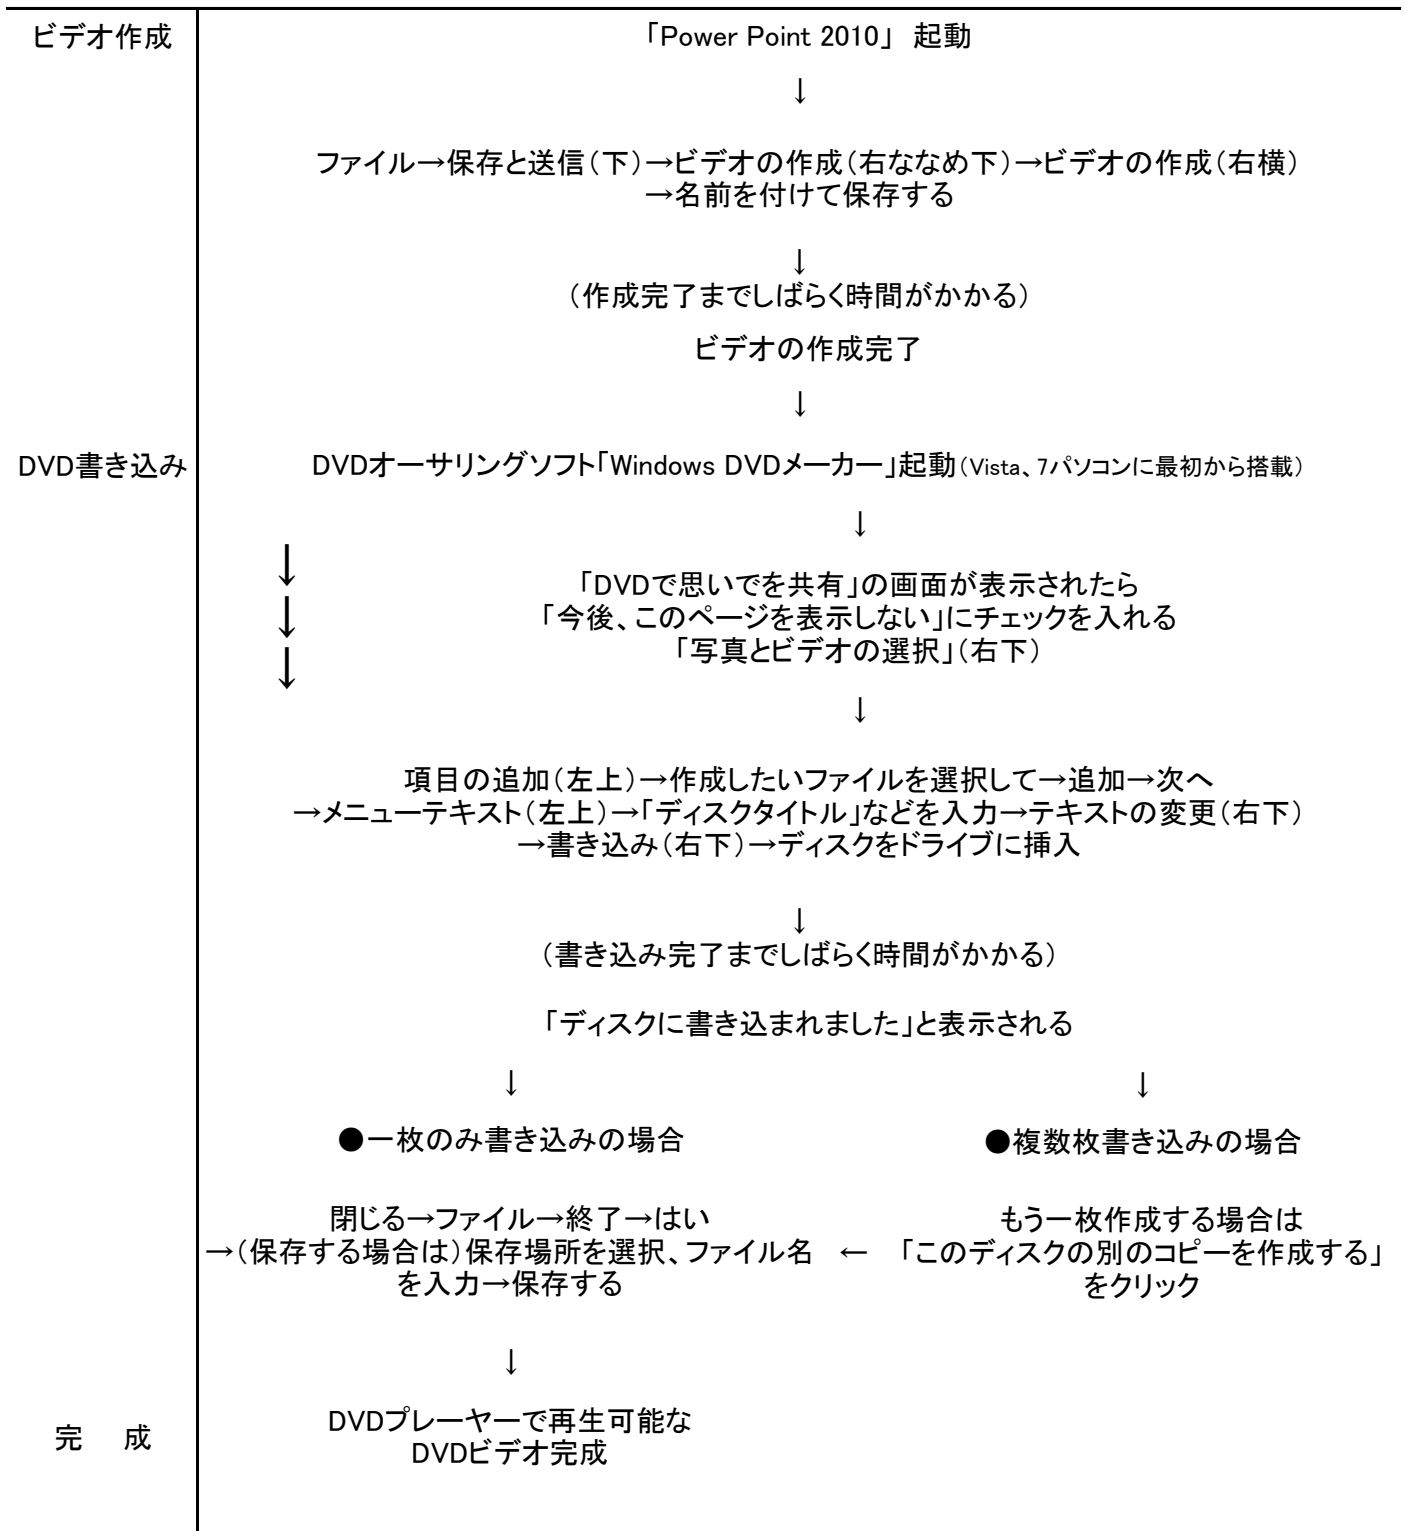 ビデオ作成
「Power Point 2010」 起動
↓
ファイル→保存と送信（下）→ビデオの作成（右ななめ下）→ビデオの作成（右横）
→名前を付けて保存する
↓
（作成完了までしばらく時間がかかる）
ビデオの作成完了
↓
DVD書き込み
DVDオーサリングソフト「Windows DVDメーカー」起動（Vista、7パソコンに最初から搭載）
↓
↓
↓
↓
「DVDで思いでを共有」の画面が表示されたら
「今後、このページを表示しない」にチェックを入れる
「写真とビデオの選択」（右下）
↓
項目の追加（左上）→作成したいファイルを選択して→追加→次へ
→メニューテキスト（左上）→「ディスクタイトル」などを入力→テキストの変更（右下）
→書き込み（右下）→ディスクをドライブに挿入
↓
（書き込み完了までしばらく時間がかかる）
「ディスクに書き込まれました」と表示される
↓ ↓
●一枚のみ書き込みの場合
●複数枚書き込みの場合
閉じる→ファイル→終了→はい
→（保存する場合は）保存場所を選択、ファイル名
を入力→保存する
←
もう一枚作成する場合は
「このディスクの別のコピーを作成する」
をクリック
↓
完 成
DVDプレーヤーで再生可能な
DVDビデオ完成